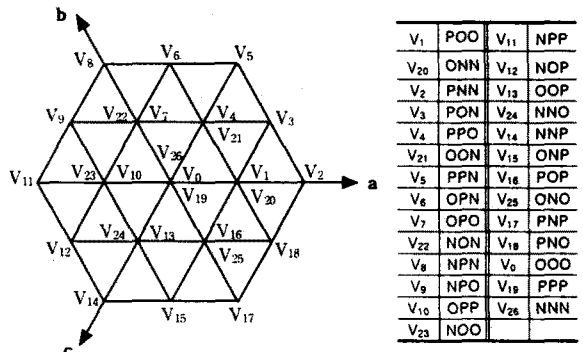 b
V8 V6 V5
V9 V22 V7 V4 V3
V21
V26
V11 V23 V10 V0 V1 V2 a
V19 V20
V24 V13 V16
V12 V25 V18
V14 V15 V17
c
V1 POO V11 NPP
V20 ONN V12 NOP
V2 PNN V13 OOP
V3 PON V24 NNO
V4 PPO V14 NNP
V21 OON V15 ONP
V5 PPN V16 POP
V6 OPN V25 ONO
V7 OPO V17 PNP
V22 NON V18 PNO
V8 NPN V0 OOO
V9 NPO V19 PPP
V10 OPP V26 NNN
V23 NOO